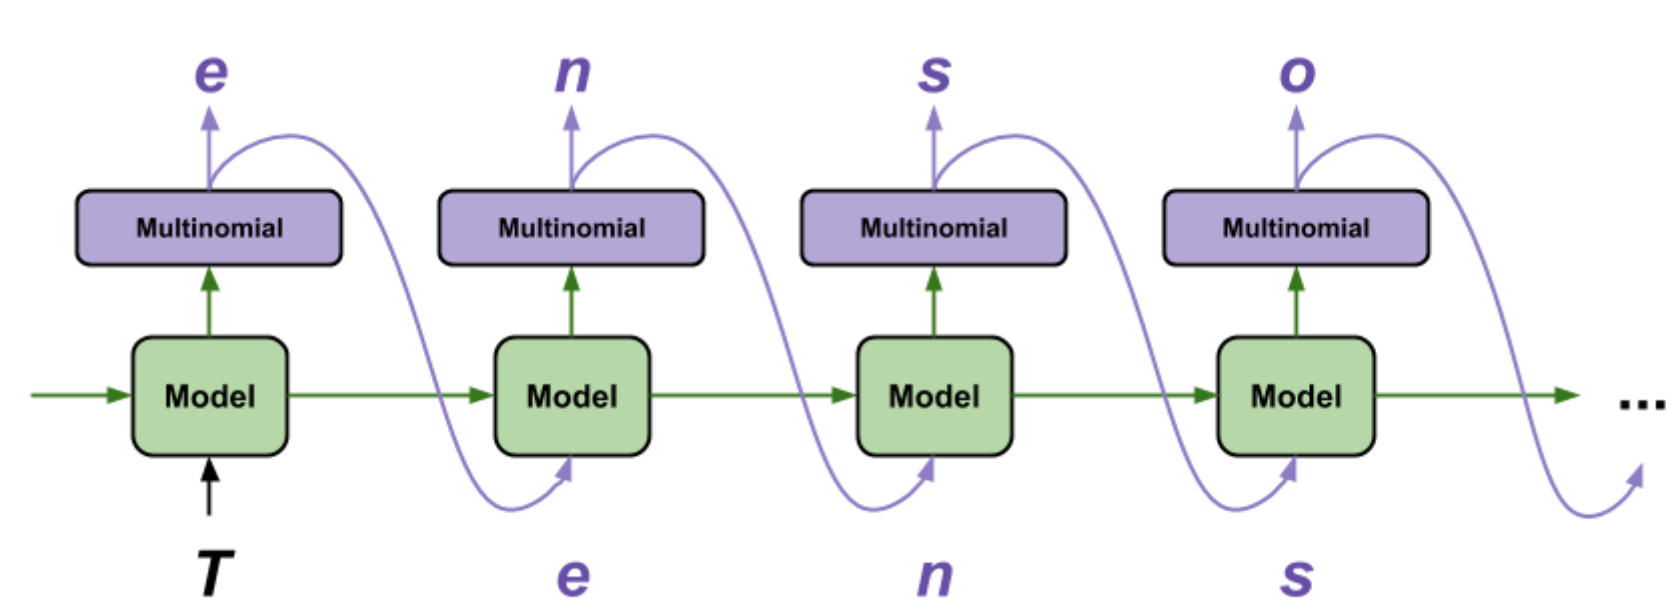 e n s o
Multinomial Multinomial Multinomial Multinomial
Model Model Model Model ...
T e n s